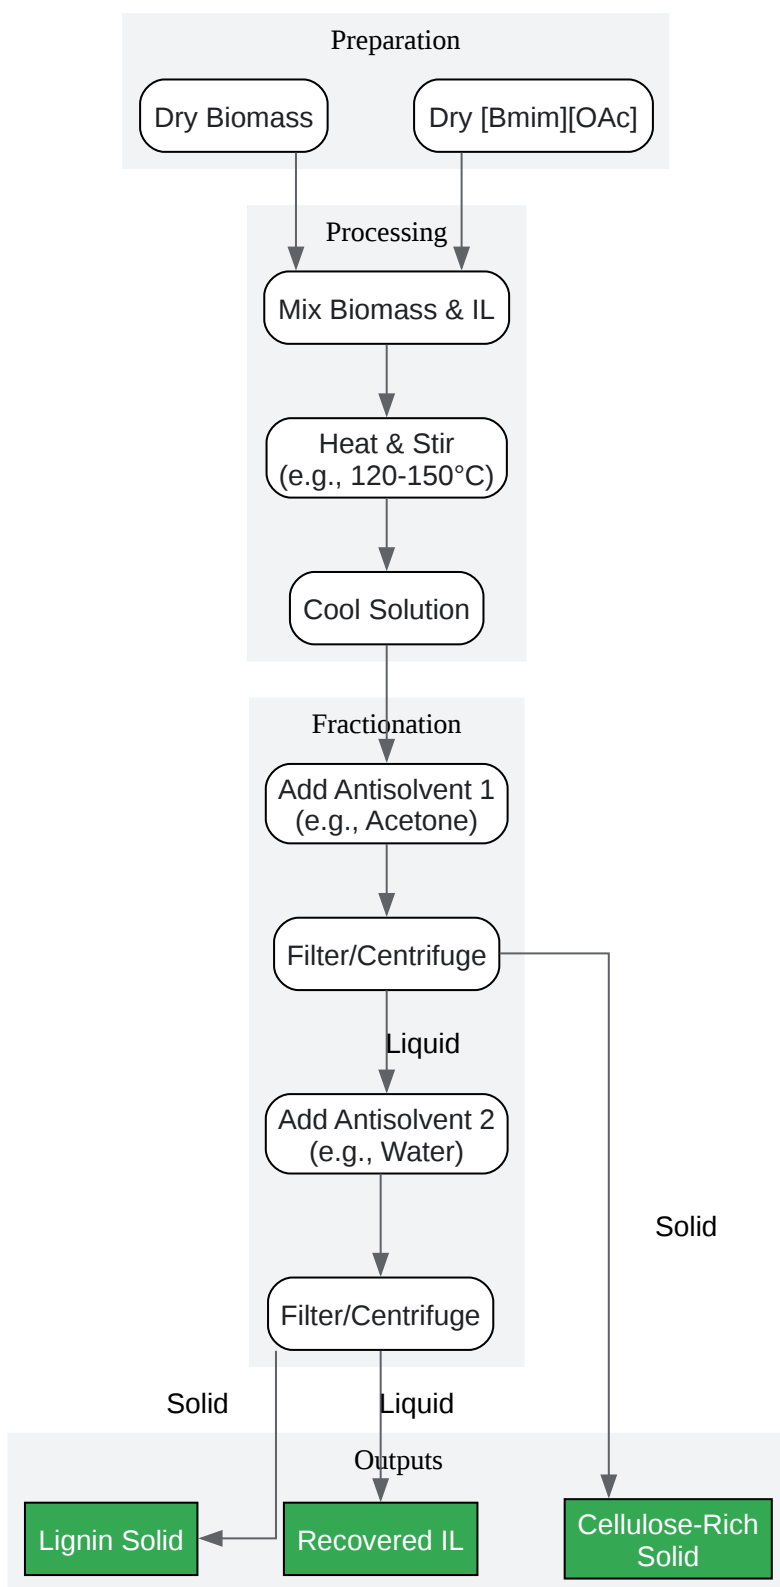 Preparation
Dry Biomass
Dry [Bmim][OAc]
Processing
Mix Biomass & IL
Heat & Stir
(e.g., 120-150°C)
Cool Solution
Fractionation
Add Antisolvent 1
(e.g., Acetone)
Filter/Centrifuge
Liquid
Add Antisolvent 2
(e.g., Water)
Solid
Filter/Centrifuge
Solid
Liquid
Outputs
Lignin Solid
Recovered IL
Cellulose-Rich
Solid